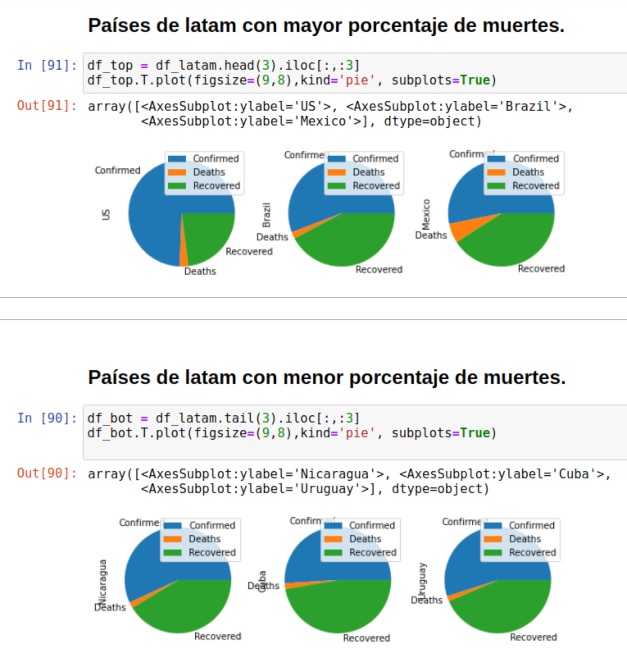 Países de latam con mayor porcentaje de muertes.
In [91]: df_top = df_latam.head(3).iloc[:,:3]
df_top.T.plot(figsize=(9,8),kind='pie', subplots=True)
Out[91]: array([<AxesSubplot:ylabel='US'>, <AxesSubplot:ylabel='Brazil'>,
<AxesSubplot:ylabel='Mexico'>], dtype=object)
Confirmed
Deaths
Recovered
US
Confirmed
Deaths
Recovered
Confirme
Deaths
Recovered
Brazil
Confirmed
Deaths
Recovered
Confirm
Deaths
Recovered
Mexico
Confirmed
Deaths
Recovered
Países de latam con menor porcentaje de muertes.
In [90]: df_bot = df_latam.tail(3).iloc[:,:3]
df_bot.T.plot(figsize=(9,8),kind='pie', subplots=True)
Out[90]: array([<AxesSubplot:ylabel='Nicaragua'>, <AxesSubplot:ylabel='Cuba'>,
<AxesSubplot:ylabel='Uruguay'>], dtype=object)
Confirme
Deaths
Recovered
Nicaragua
Confirmed
Deaths
Recovered
Confirm
Deaths
Recovered
Cuba
Confirmed
Deaths
Recovered
Confirme
Deaths
Recovered
Uruguay
Confirmed
Deaths
Recovered